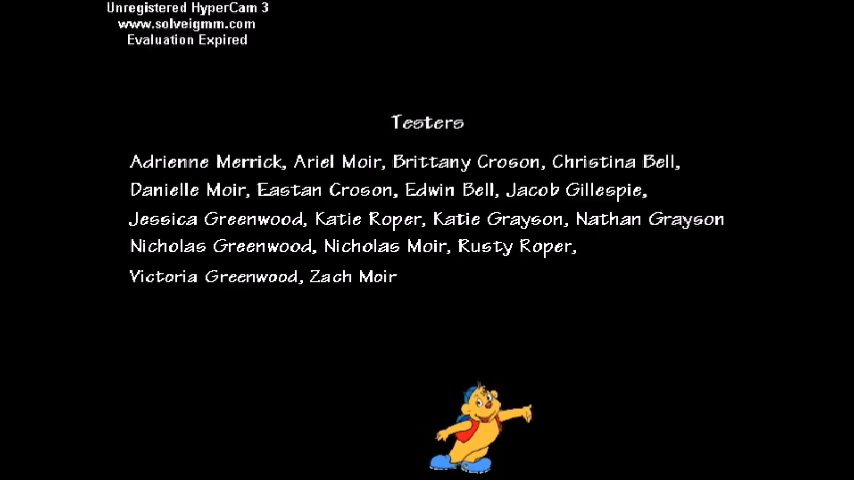 Unregistered HyperCam 3
www.solveigmm.com
Evaluation Expired
Testers
Adrienne Merrick, Ariel Moir, Brittany Croson, Christina Bell,
Danielle Moir, Eastan Croson, Edwin Bell, Jacob Gillespie,
Jessica Greenwood, Katie Roper, Katie Grayson, Nathan Grayson
Nicholas Greenwood, Nicholas Moir, Rusty Roper,
Victoria Greenwood, Zach Moir